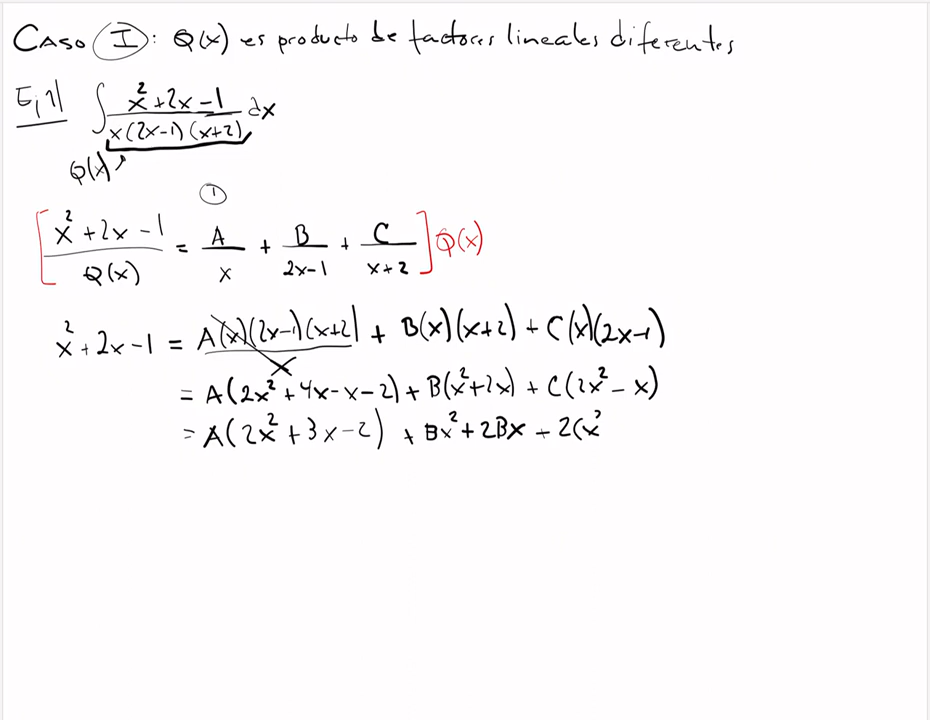 CASO I: Q(x) es producto de factores lineales diferentes
Ej 1) ∫ (x²+2x-1)/(x(2x-1)(x+2)) dx
Q(x)
①
[(x²+2x-1)/Q(x) = A/x + B/(2x-1) + C/(x+2)] Q(x)
x²+2x-1 = A(x)(2x-1)(x+2)/x + B(x)(x+2) + C(x)(2x-1)
= A(2x²+4x-x-2) + B(x²+2x) + C(2x²-x)
= A(2x²+3x-2) + Bx²+2Bx + 2Cx²